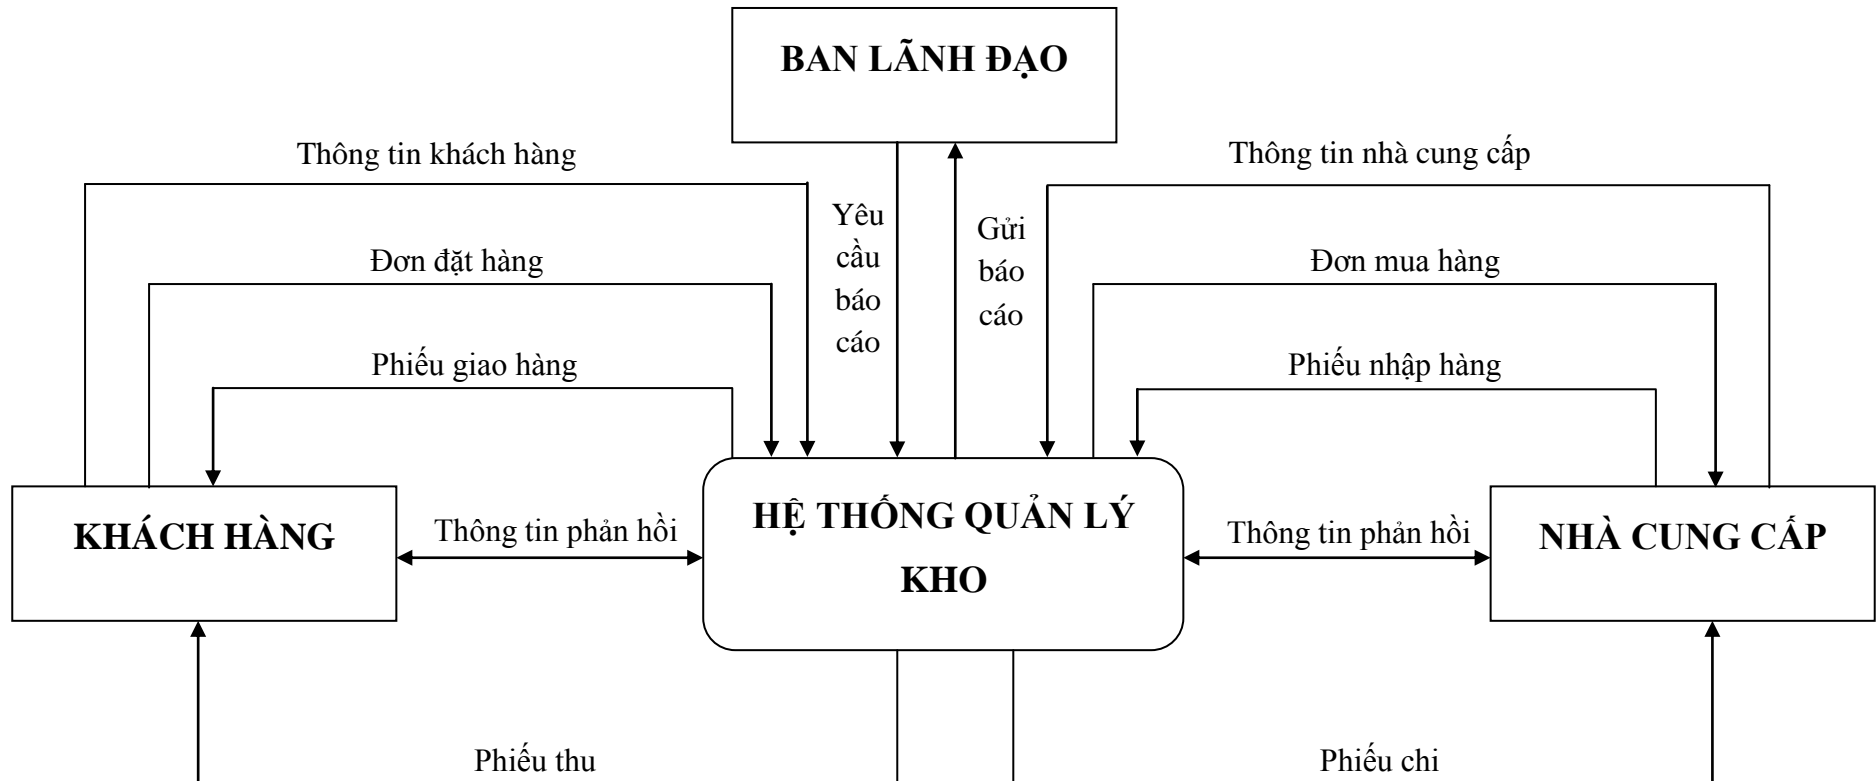 BAN LÃNH ĐẠO
Thông tin khách hàng
Thông tin nhà cung cấp
Yêu
cầu
báo
cáo
Gửi
báo
cáo
Đơn đặt hàng
Đơn mua hàng
Phiếu giao hàng
Phiếu nhập hàng
KHÁCH HÀNG
Thông tin phản hồi
HỆ THỐNG QUẢN LÝ
KHO
Thông tin phản hồi
NHÀ CUNG CẤP
Phiếu thu
Phiếu chi